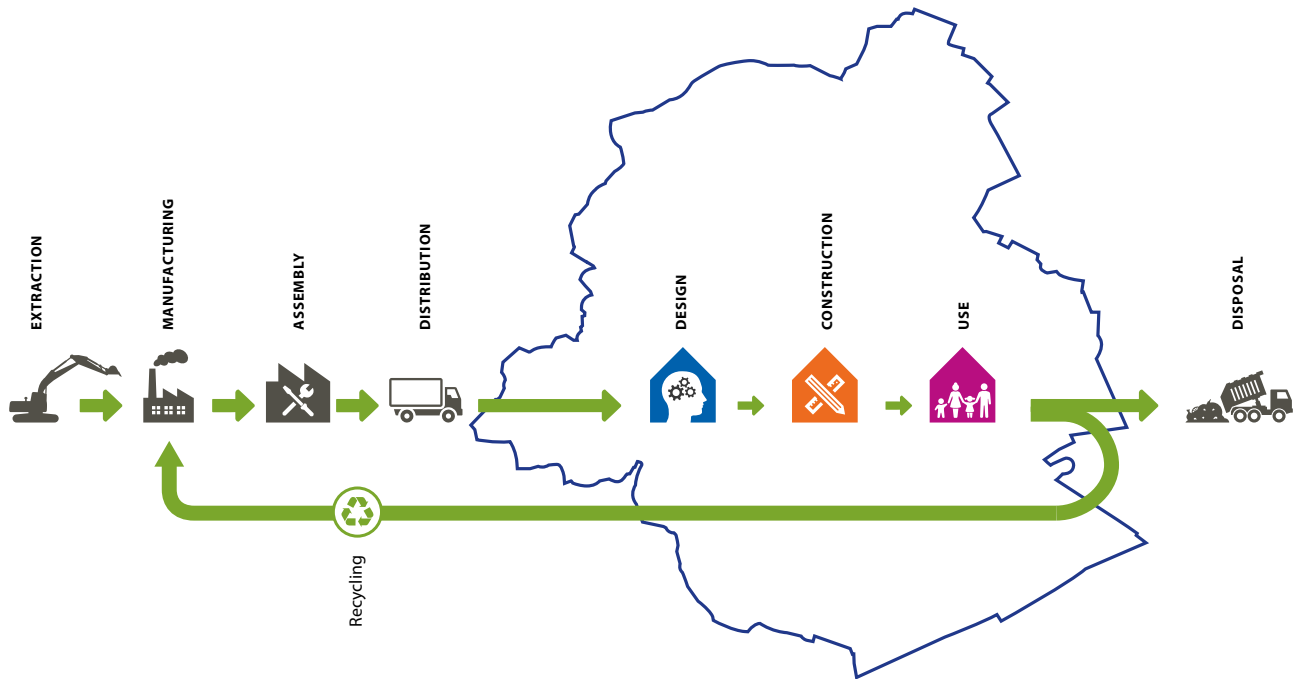 EXTRACTION
MANUFACTURING
ASSEMBLY
DISTRIBUTION
DESIGN
CONSTRUCTION
USE
DISPOSAL
Recycling